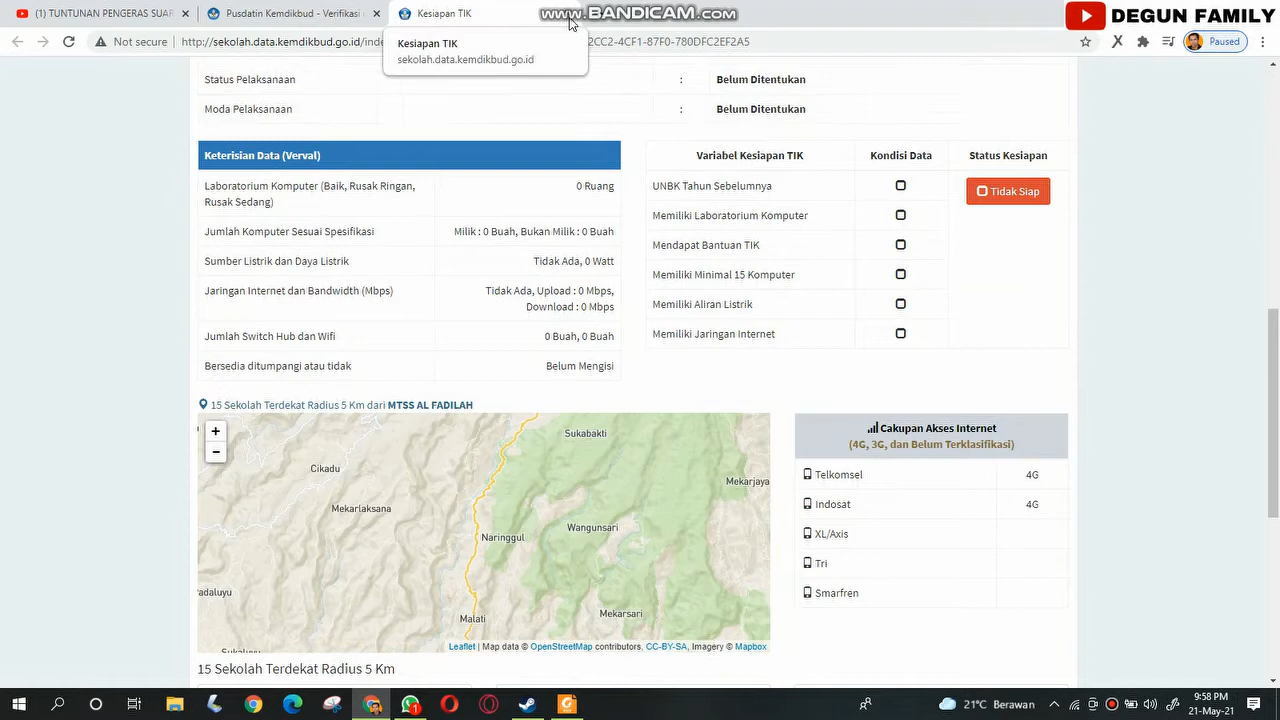 (1) TUNTUNAN PENGERAS SUAR
Pusdatin Kemdikbud - Verifikasi
Kesiapan TIK
WWW.BANDICAM.COM
DEGUN FAMILY
Not secure
http://sekolah.data.kemdikbud.go.id/in
2CC2-4CF1-87F0-780DFC2EF2A5
Paused
Kesiapan TIK
sekolah.data.kemdikbud.go.id
Status Pelaksanaan : Belum Ditentukan
Moda Pelaksanaan : Belum Ditentukan
Keterisian Data (Verval)
Laboratorium Komputer (Baik, Rusak Ringan, 0 Ruang
Rusak Sedang)
Jumlah Komputer Sesuai Spesifikasi Milik : 0 Buah, Bukan Milik : 0 Buah
Sumber Listrik dan Daya Listrik Tidak Ada, 0 Watt
Jaringan Internet dan Bandwidth (Mbps) Tidak Ada, Upload : 0 Mbps,
Download : 0 Mbps
Jumlah Switch Hub dan Wifi 0 Buah, 0 Buah
Bersedia ditumpangi atau tidak Belum Mengisi
Variabel Kesiapan TIK Kondisi Data Status Kesiapan
UNBK Tahun Sebelumnya Tidak Siap
Memiliki Laboratorium Komputer
Mendapat Bantuan TIK
Memiliki Minimal 15 Komputer
Memiliki Aliran Listrik
Memiliki Jaringan Internet
15 Sekolah Terdekat Radius 5 Km dari MTSS AL FADILAH
+
−
Sukabakti
Cikadu
Mekarjaya
Mekarlaksana
Wangunsari
Naringgul
adaluyu
Mekarsari
Malati
Sukaluyu
Leaflet | Map data © OpenStreetMap contributors, CC-BY-SA, Imagery © Mapbox
Cakupan Akses Internet
(4G, 3G, dan Belum Terklasifikasi)
Telkomsel 4G
Indosat 4G
XL/Axis
Tri
Smarfren
15 Sekolah Terdekat Radius 5 Km
1
21°C Berawan
9:58 PM
21-May-21